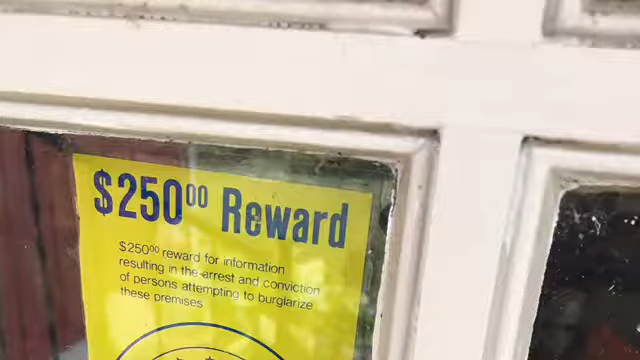 $250⁰⁰ Reward
$250⁰⁰ reward for information
resulting in the arrest and conviction
of persons attempting to burglarize
these premises